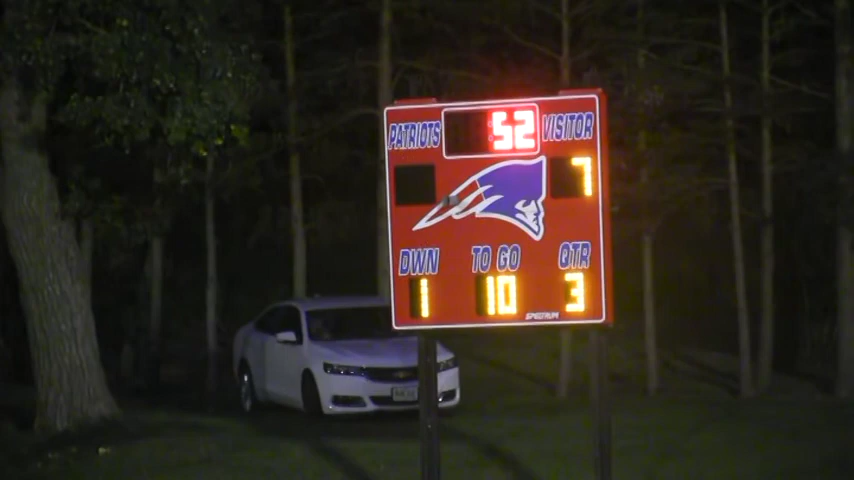 PATRIOTS :52 VISITOR
7
DWN TO GO QTR
1 10 3
SPECTRUM